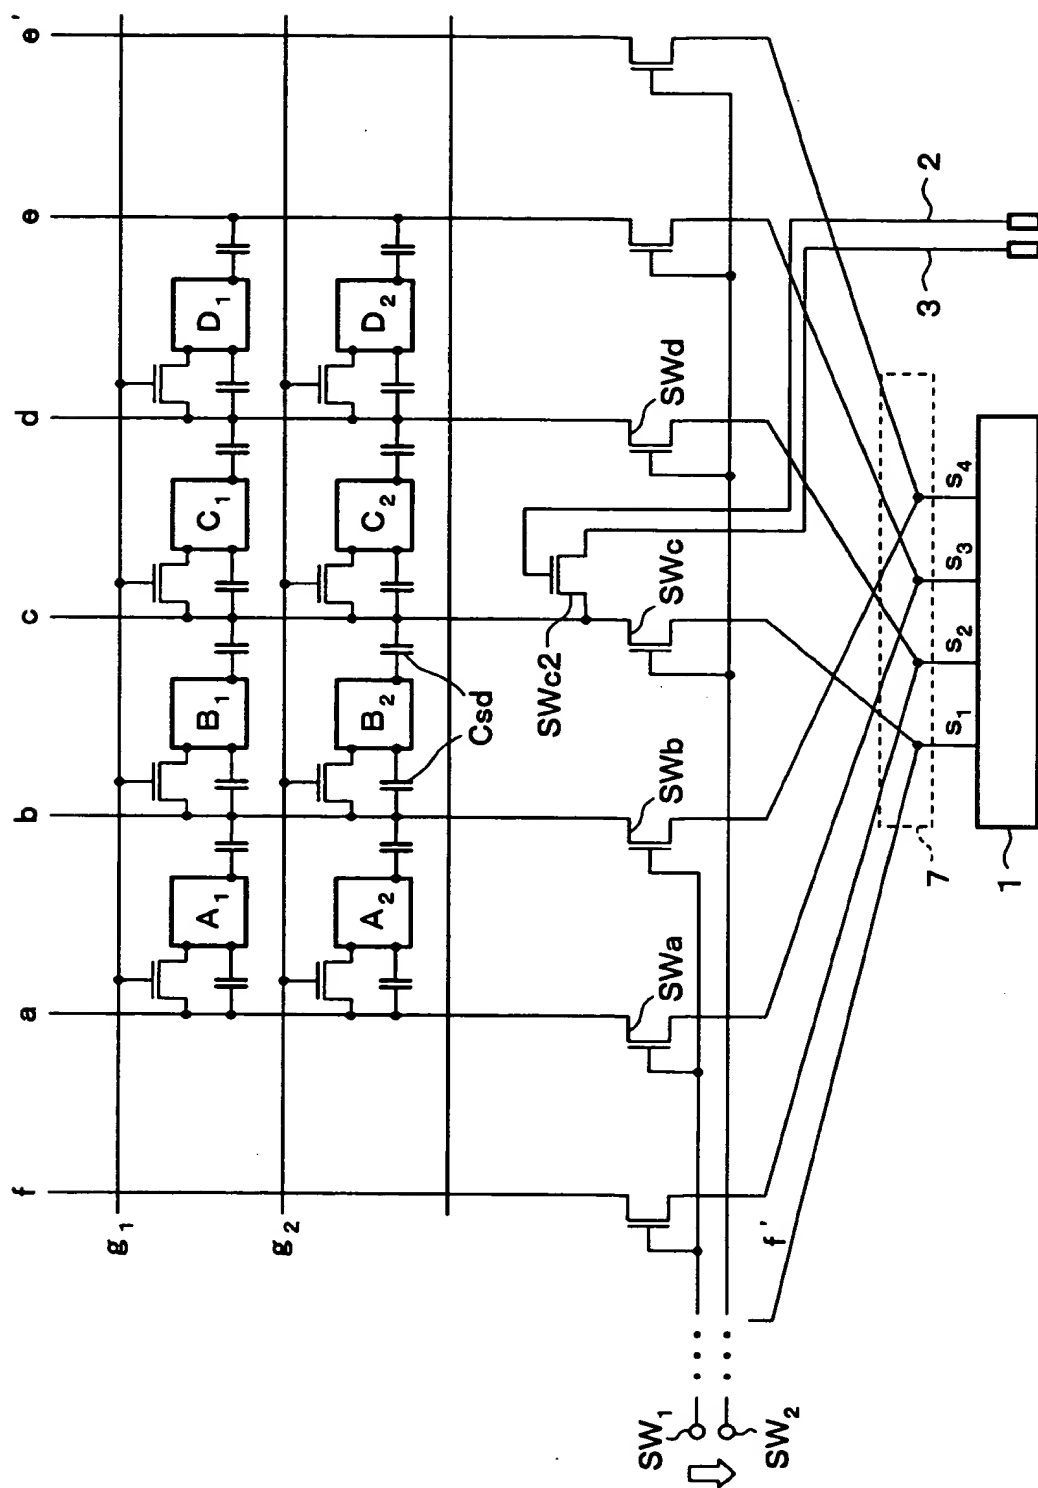 f a b c d e e'
g1
A1 B1 C1 D1
g2
A2 B2 C2 D2
Csd
SWc2
SWa SWb SWc SWd
SW1
SW2
f'
3 2
7 s1 s2 s3 s4
1